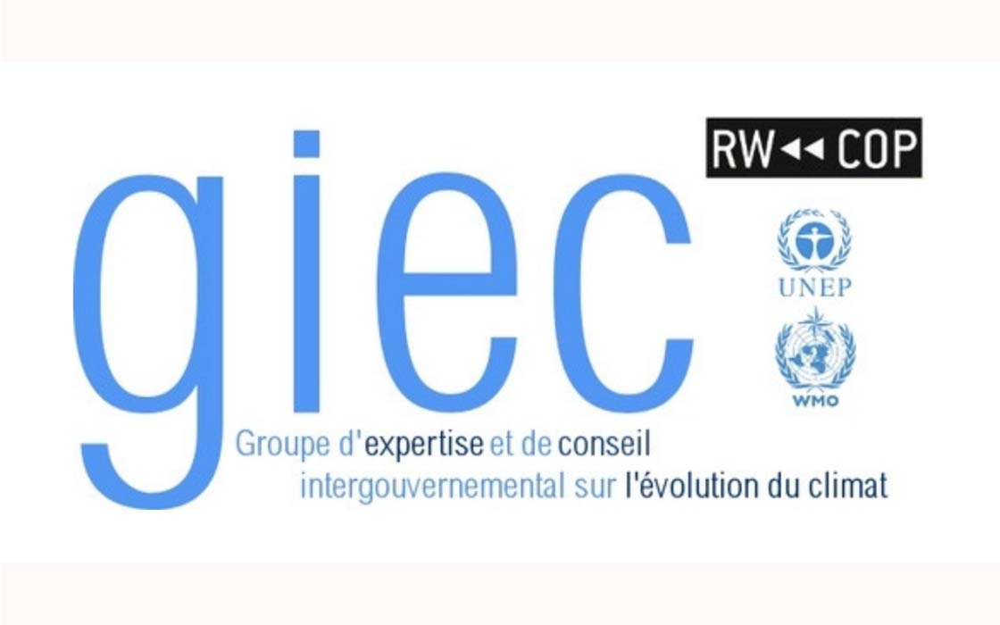 giec
RW◄◄COP
UNEP
WMO
Groupe d'expertise et de conseil
intergouvernemental sur l'évolution du climat